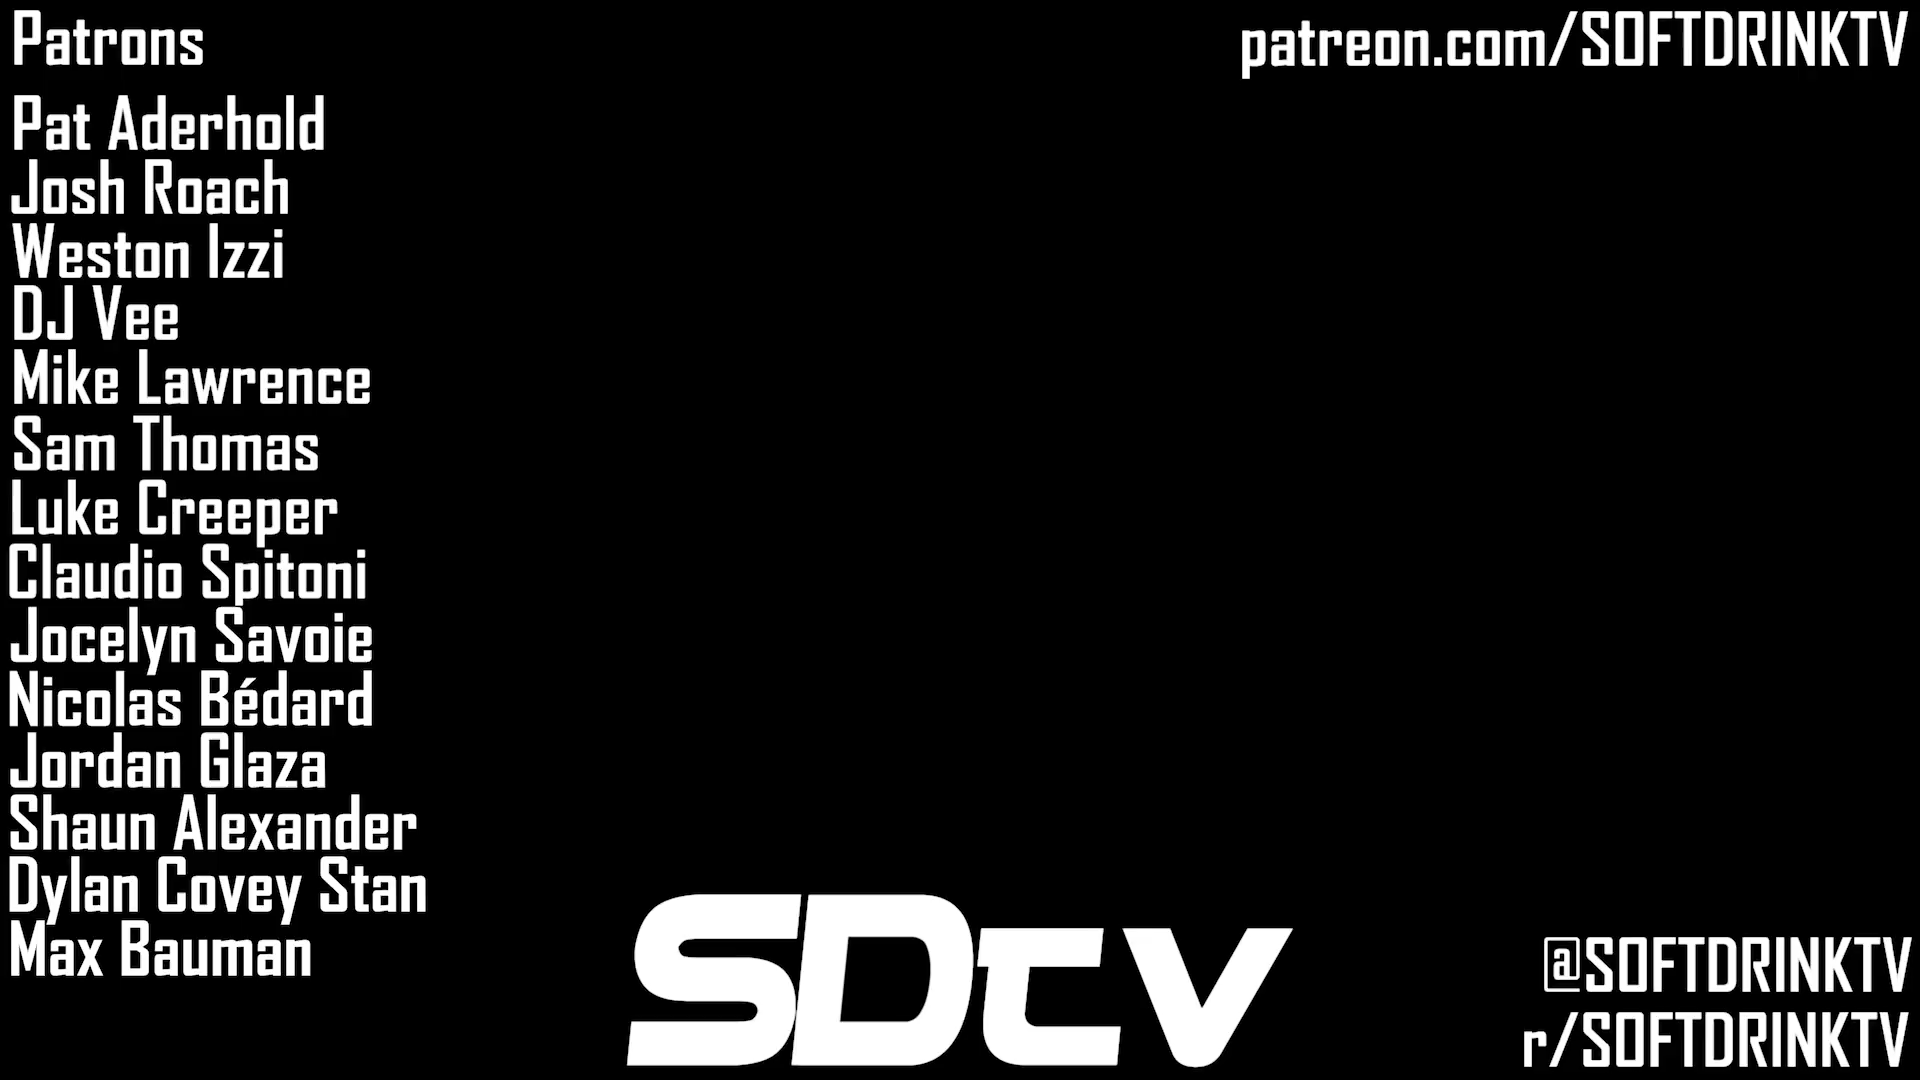 Patrons
patreon.com/SOFTDRINKTV
Pat Aderhold
Josh Roach
Weston Izzi
DJ Vee
Mike Lawrence
Sam Thomas
Luke Creeper
Claudio Spitoni
Jocelyn Savoie
Nicolas Bédard
Jordan Glaza
Shaun Alexander
Dylan Covey Stan
Max Bauman
SDtv
@SOFTDRINKTV
r/SOFTDRINKTV